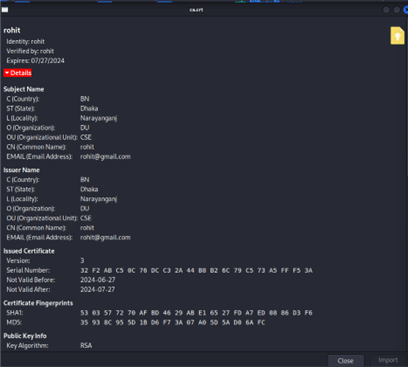 ca.crt
rohit
Identity: rohit
Verified by: rohit
Expires: 07/27/2024
Details
Subject Name
C (Country): BN
ST (State): Dhaka
L (Locality): Narayanganj
O (Organization): DU
OU (Organizational Unit): CSE
CN (Common Name): rohit
EMAIL (Email Address): rohit@gmail.com
Issuer Name
C (Country): BN
ST (State): Dhaka
L (Locality): Narayanganj
O (Organization): DU
OU (Organizational Unit): CSE
CN (Common Name): rohit
EMAIL (Email Address): rohit@gmail.com
Issued Certificate
Version: 3
Serial Number: 32 F2 AB C5 0C 76 DC C3 2A 44 B8 B2 6C 79 C5 73 A5 FF F5 3A
Not Valid Before: 2024-06-27
Not Valid After: 2024-07-27
Certificate Fingerprints
SHA1: 53 03 57 72 70 AF BD 46 29 AB E1 65 27 FD A7 ED 08 86 D3 F6
MD5: 35 93 8C 95 5D 1B D6 F7 3A 07 A0 5D 5A D0 6A FC
Public Key Info
Key Algorithm: RSA
Close Import